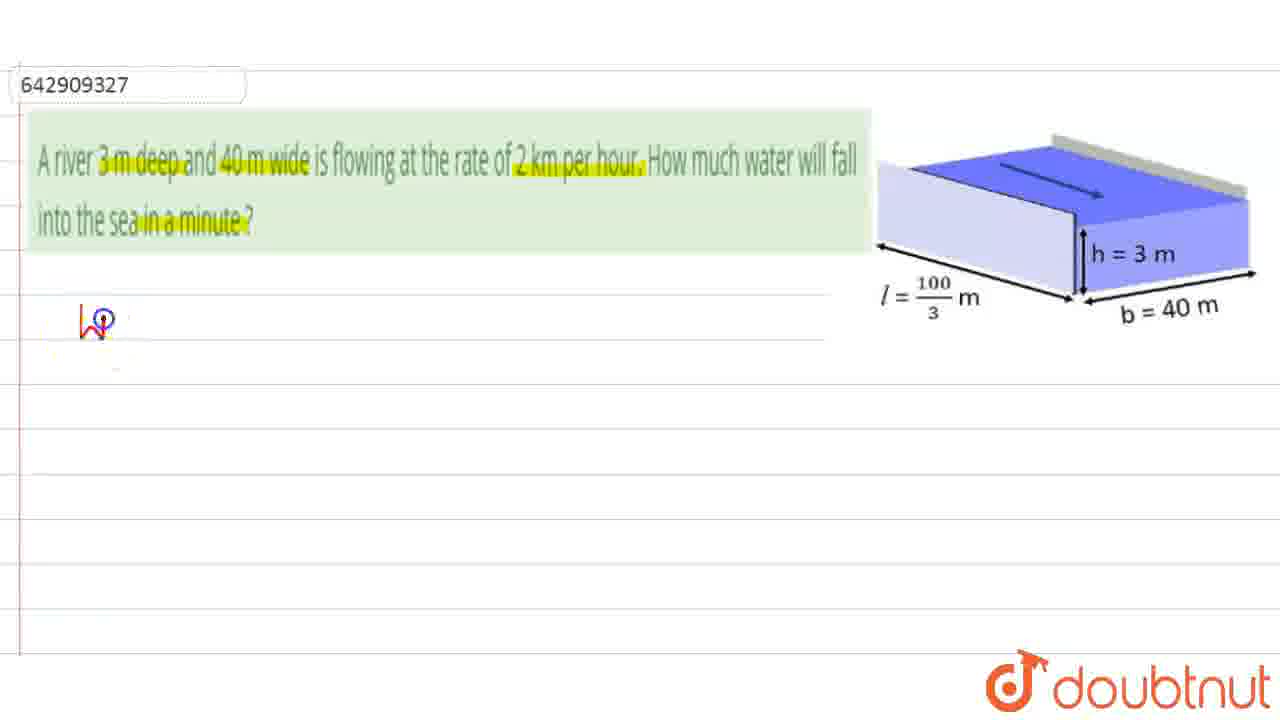 642909327
A river 3 m deep and 40 m wide is flowing at the rate of 2 km per hour. How much water will fall
into the sea in a minute ?
h = 3 m
l = 100/3 m
b = 40 m
doubtnut